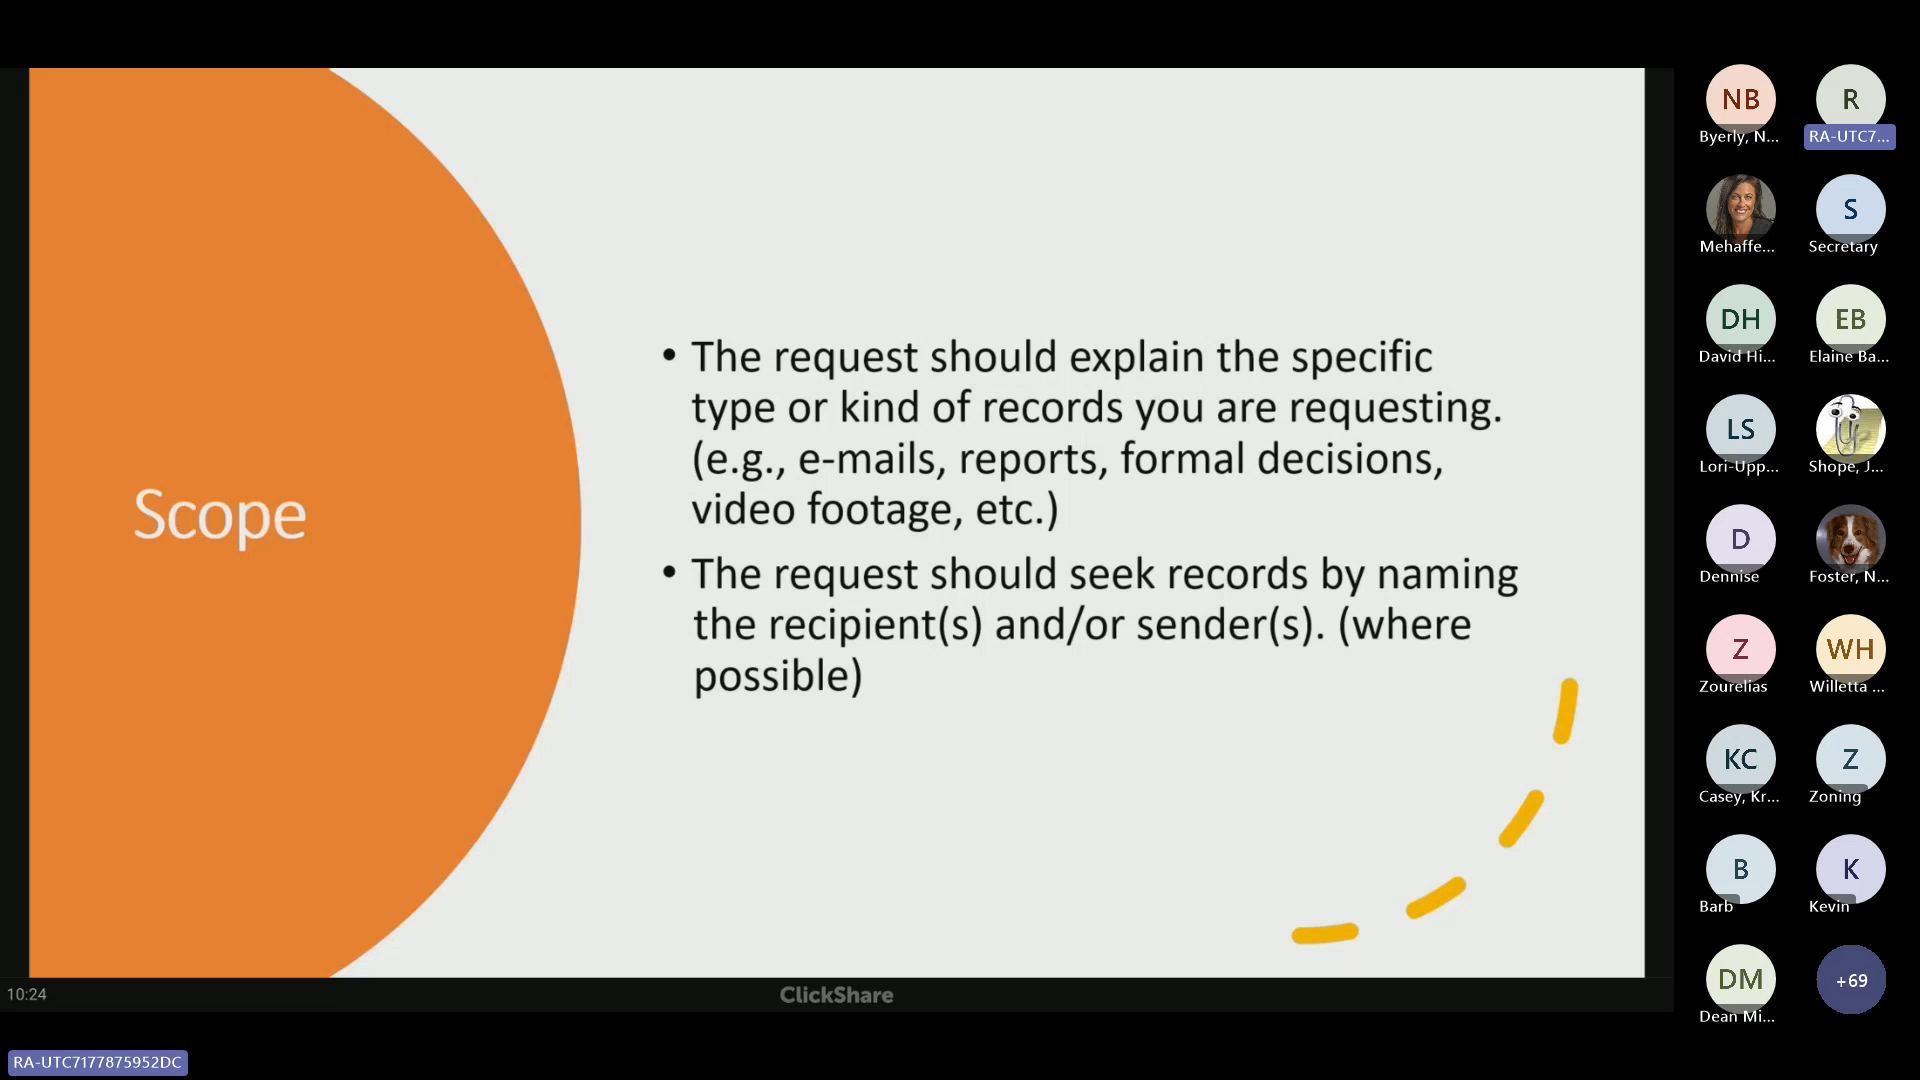 Scope
• The request should explain the specific
type or kind of records you are requesting.
(e.g., e-mails, reports, formal decisions,
video footage, etc.)
• The request should seek records by naming
the recipient(s) and/or sender(s). (where
possible)
10:24
ClickShare
RA-UTC7177875952DC
NB
Byerly, N...
R
RA-UTC7...
Mehaffe...
S
Secretary
DH
David Hi...
EB
Elaine Ba...
LS
Lori-Upp...
Shope, J...
D
Dennise
Foster, N...
Z
Zourelias
WH
Willetta ...
KC
Casey, Kr...
Z
Zoning
B
Barb
K
Kevin
DM
Dean Mi...
+69